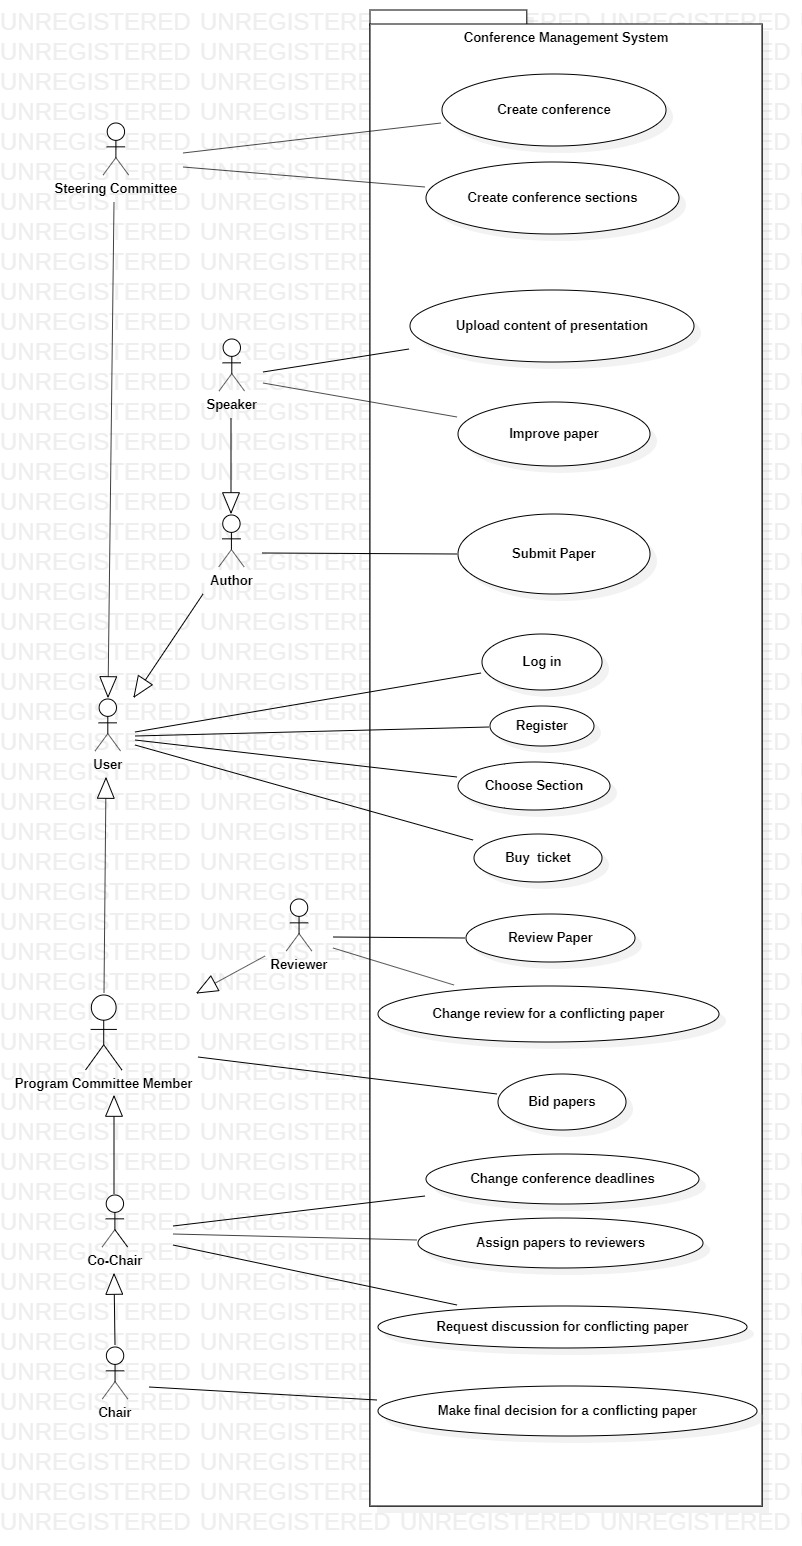 Conference Management System
Create conference
Steering Committee
Create conference sections
Upload content of presentation
Speaker
Improve paper
Submit Paper
Author
Log in
Register
User
Choose Section
Buy  ticket
Review Paper
Reviewer
Change review for a conflicting paper
Program Committee Member
Bid papers
Change conference deadlines
Assign papers to reviewers
Co-Chair
Request discussion for conflicting paper
Chair
Make final decision for a conflicting paper
UNREGISTERED UNREGISTERED UNREGISTERED UNREGISTERED